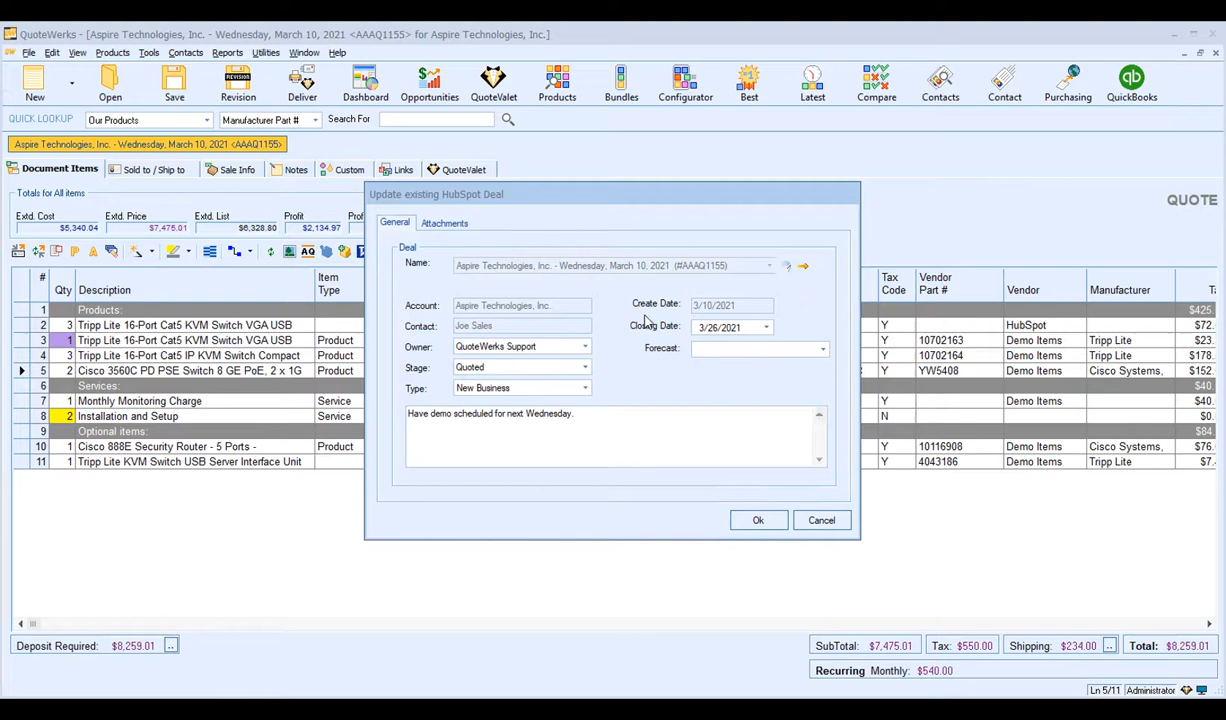 QuoteWerks - [Aspire Technologies, Inc. - Wednesday, March 10, 2021 <AAAQ1155> for Aspire Technologies, Inc.]
File Edit View Products Tools Contacts Reports Utilities Window Help
New Open Save Revision Deliver Dashboard Opportunities QuoteValet Products Bundles Configurator Best Latest Compare Contacts Contact Purchasing QuickBooks
QUICK LOOKUP Our Products Manufacturer Part # Search For
Aspire Technologies, Inc. - Wednesday, March 10, 2021 <AAAQ1155>
Document Items Sold to / Ship to Sale Info Notes Custom Links QuoteValet
Totals for All items
Extd. Cost Extd. Price Extd. List Profit
$5,340.04 $7,475.01 $6,328.80 $2,134.97
QUOTE
# Qty Description Item Type Tax Code Vendor Part # Vendor Manufacturer
1 Products: $425.
2 3 Tripp Lite 16-Port Cat5 KVM Switch VGA USB Y HubSpot $72.
3 1 Tripp Lite 16-Port Cat5 KVM Switch VGA USB Product Y 10702163 Demo Items Tripp Lite $23.
4 3 Tripp Lite 16-Port Cat5 IP KVM Switch Compact Product Y 10702164 Demo Items Tripp Lite $172.
5 2 Cisco 3560C PD PSE Switch 8 GE PoE, 2 x 1G Product Y YW5408 Demo Items Cisco Systems, $152.
6 Services: $40.
7 1 Monthly Monitoring Charge Service Y Demo Items $40.
8 2 Installation and Setup Service N $0.
9 Optional items: $84.
10 1 Cisco 888E Security Router - 5 Ports - Product Y 10116908 Demo Items Cisco Systems, $76.
11 1 Tripp Lite KVM Switch USB Server Interface Unit Y 4043186 Demo Items Tripp Lite $7.
Update existing HubSpot Deal
General Attachments
Deal
Name: Aspire Technologies, Inc. - Wednesday, March 10, 2021 (#AAAQ1155)
Account: Aspire Technologies, Inc. Create Date: 3/10/2021
Contact: Joe Sales Closing Date: 3/26/2021
Owner: QuoteWerks Support Forecast:
Stage: Quoted
Type: New Business
Have demo scheduled for next Wednesday.
Ok Cancel
Deposit Required: $8,259.01 .. SubTotal: $7,475.01 Tax: $550.00 Shipping: $234.00 .. Total: $8,259.01
Recurring Monthly: $540.00
Ln 5/11 Administrator